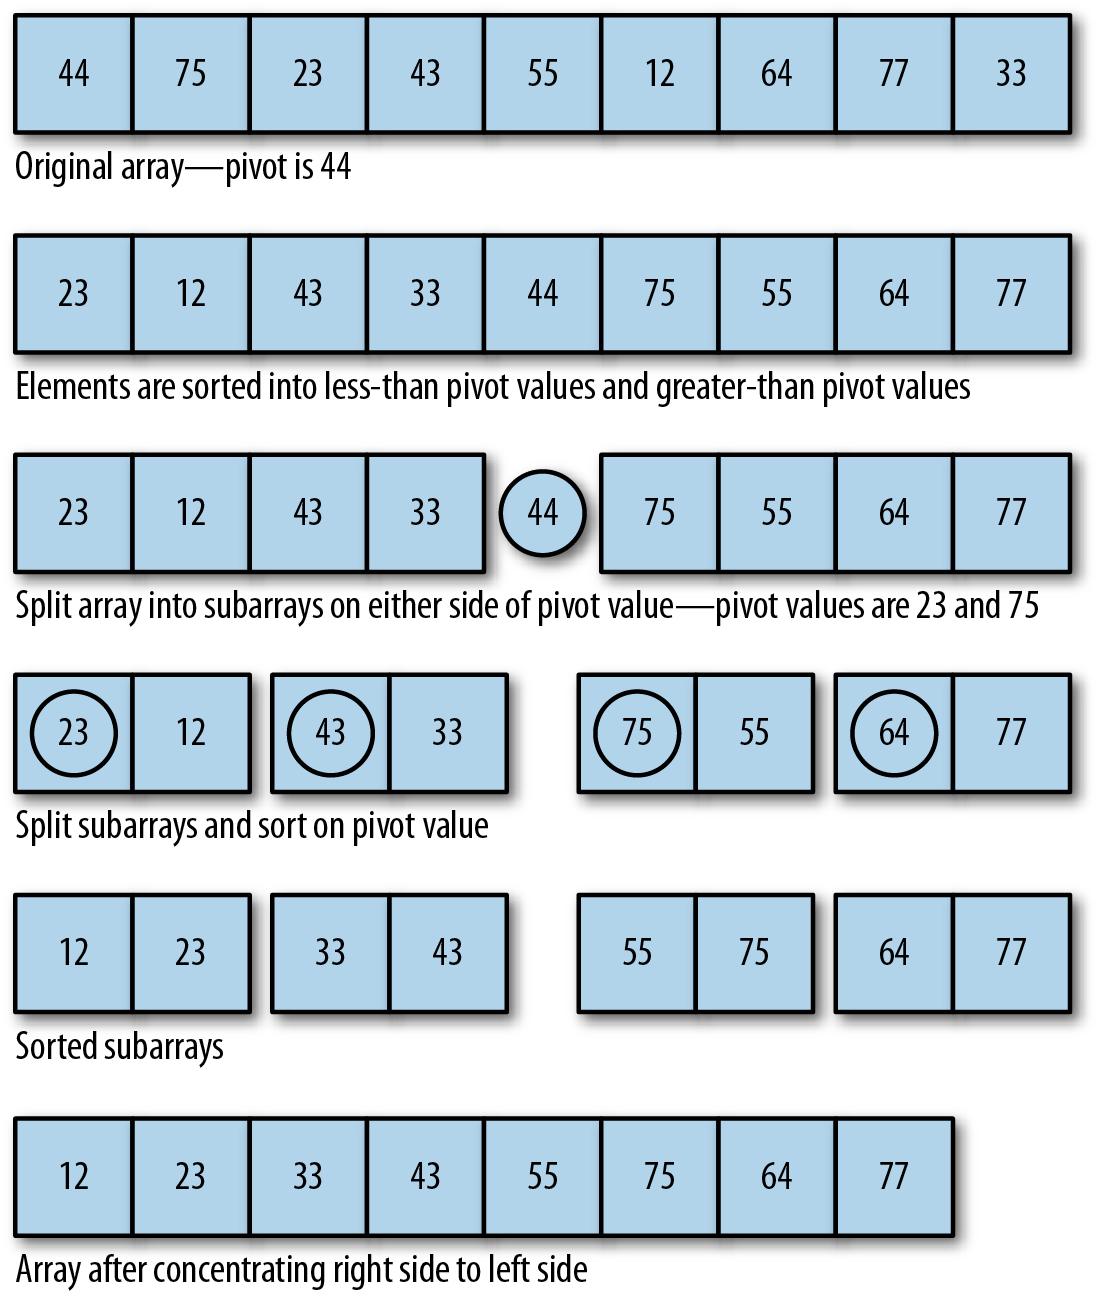 44 75 23 43 55 12 64 77 33
Original array—pivot is 44
23 12 43 33 44 75 55 64 77
Elements are sorted into less-than pivot values and greater-than pivot values
23 12 43 33 44 75 55 64 77
Split array into subarrays on either side of pivot value—pivot values are 23 and 75
23 12 43 33 75 55 64 77
Split subarrays and sort on pivot value
12 23 33 43 55 75 64 77
Sorted subarrays
12 23 33 43 55 75 64 77
Array after concentrating right side to left side